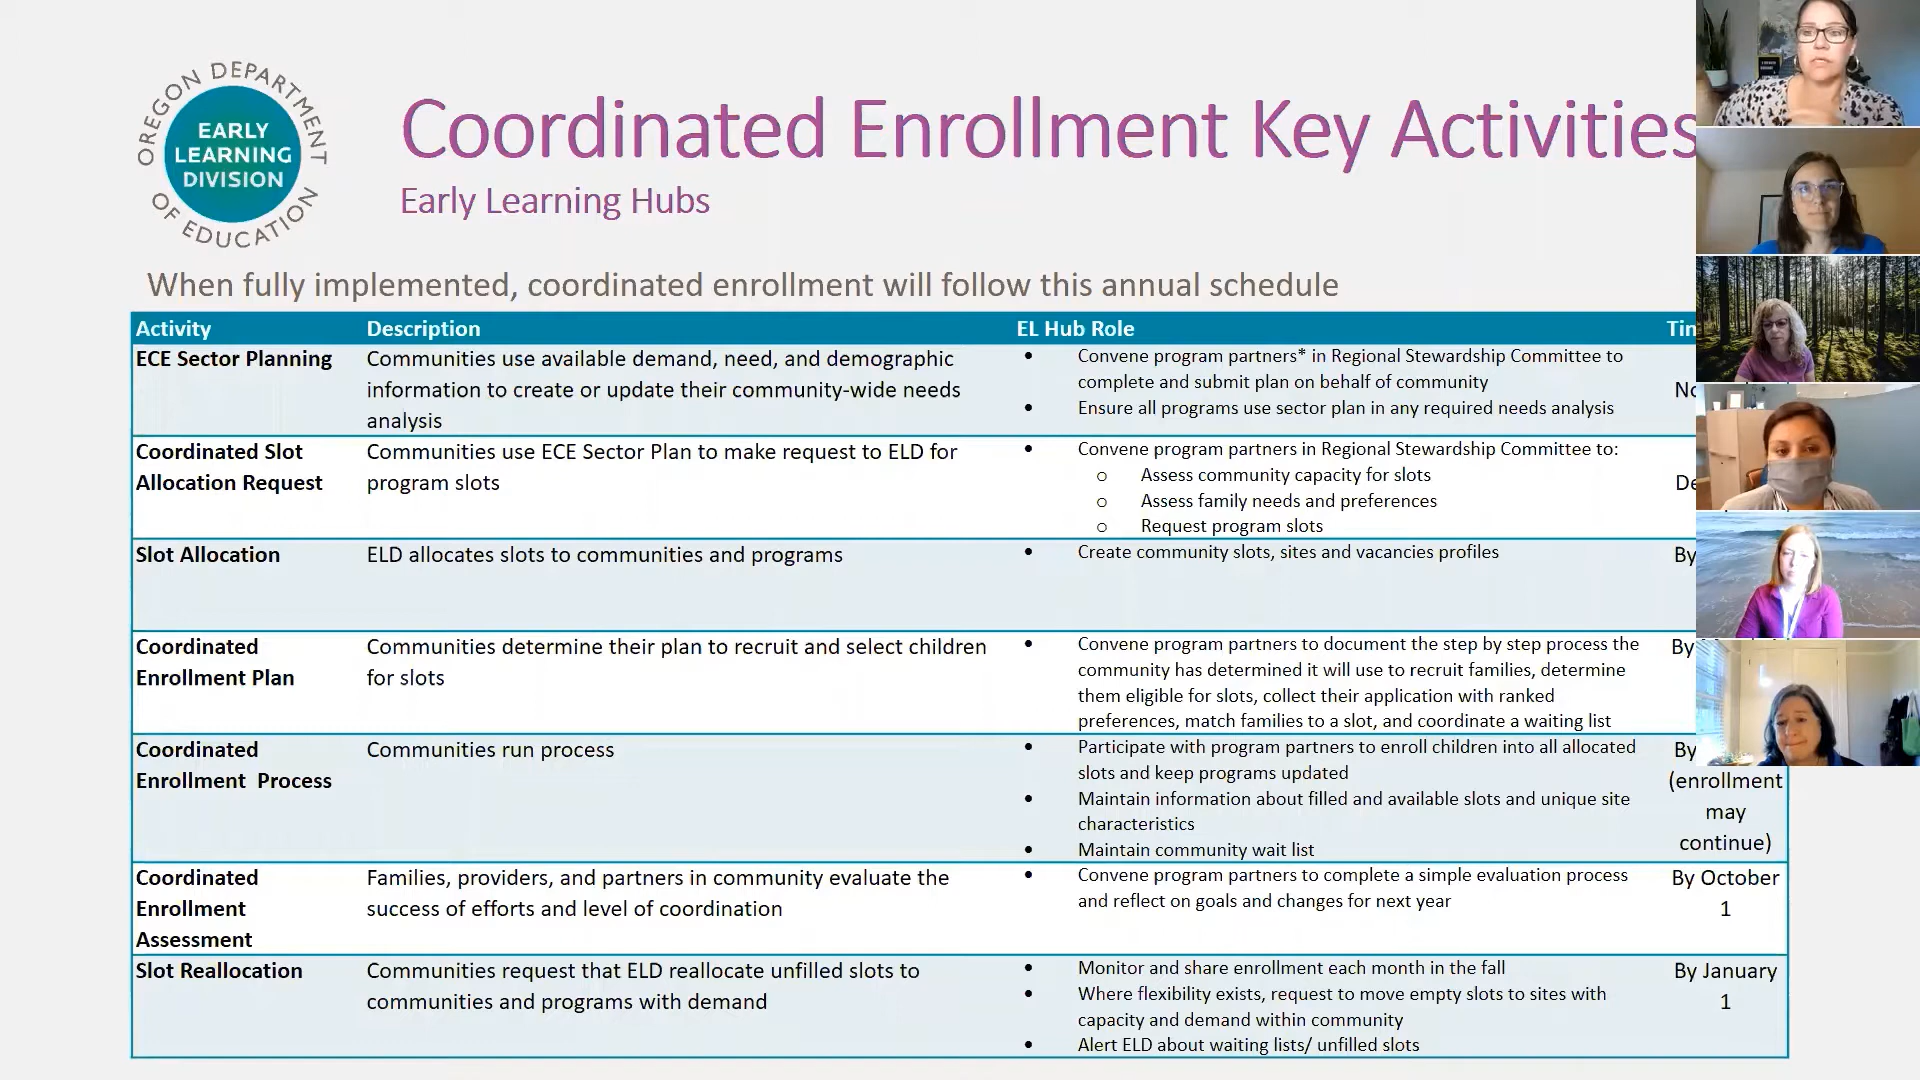 OREGON DEPARTMENT
OF EDUCATION
EARLY
LEARNING
DIVISION
Coordinated Enrollment Key Activities
Early Learning Hubs
When fully implemented, coordinated enrollment will follow this annual schedule
Activity
Description
EL Hub Role
ECE Sector Planning
Communities use available demand, need, and demographic
information to create or update their community-wide needs
analysis
• Convene program partners* in Regional Stewardship Committee to
complete and submit plan on behalf of community
• Ensure all programs use sector plan in any required needs analysis
Coordinated Slot
Allocation Request
Communities use ECE Sector Plan to make request to ELD for
program slots
• Convene program partners in Regional Stewardship Committee to:
o Assess community capacity for slots
o Assess family needs and preferences
o Request program slots
Slot Allocation
ELD allocates slots to communities and programs
• Create community slots, sites and vacancies profiles
By
Coordinated
Enrollment Plan
Communities determine their plan to recruit and select children
for slots
• Convene program partners to document the step by step process the
community has determined it will use to recruit families, determine
them eligible for slots, collect their application with ranked
preferences, match families to a slot, and coordinate a waiting list
By
Coordinated
Enrollment Process
Communities run process
• Participate with program partners to enroll children into all allocated
slots and keep programs updated
• Maintain information about filled and available slots and unique site
characteristics
• Maintain community wait list
By
(enrollment
may
continue)
Coordinated
Enrollment
Assessment
Families, providers, and partners in community evaluate the
success of efforts and level of coordination
• Convene program partners to complete a simple evaluation process
and reflect on goals and changes for next year
By October
1
Slot Reallocation
Communities request that ELD reallocate unfilled slots to
communities and programs with demand
• Monitor and share enrollment each month in the fall
• Where flexibility exists, request to move empty slots to sites with
capacity and demand within community
• Alert ELD about waiting lists/ unfilled slots
By January
1